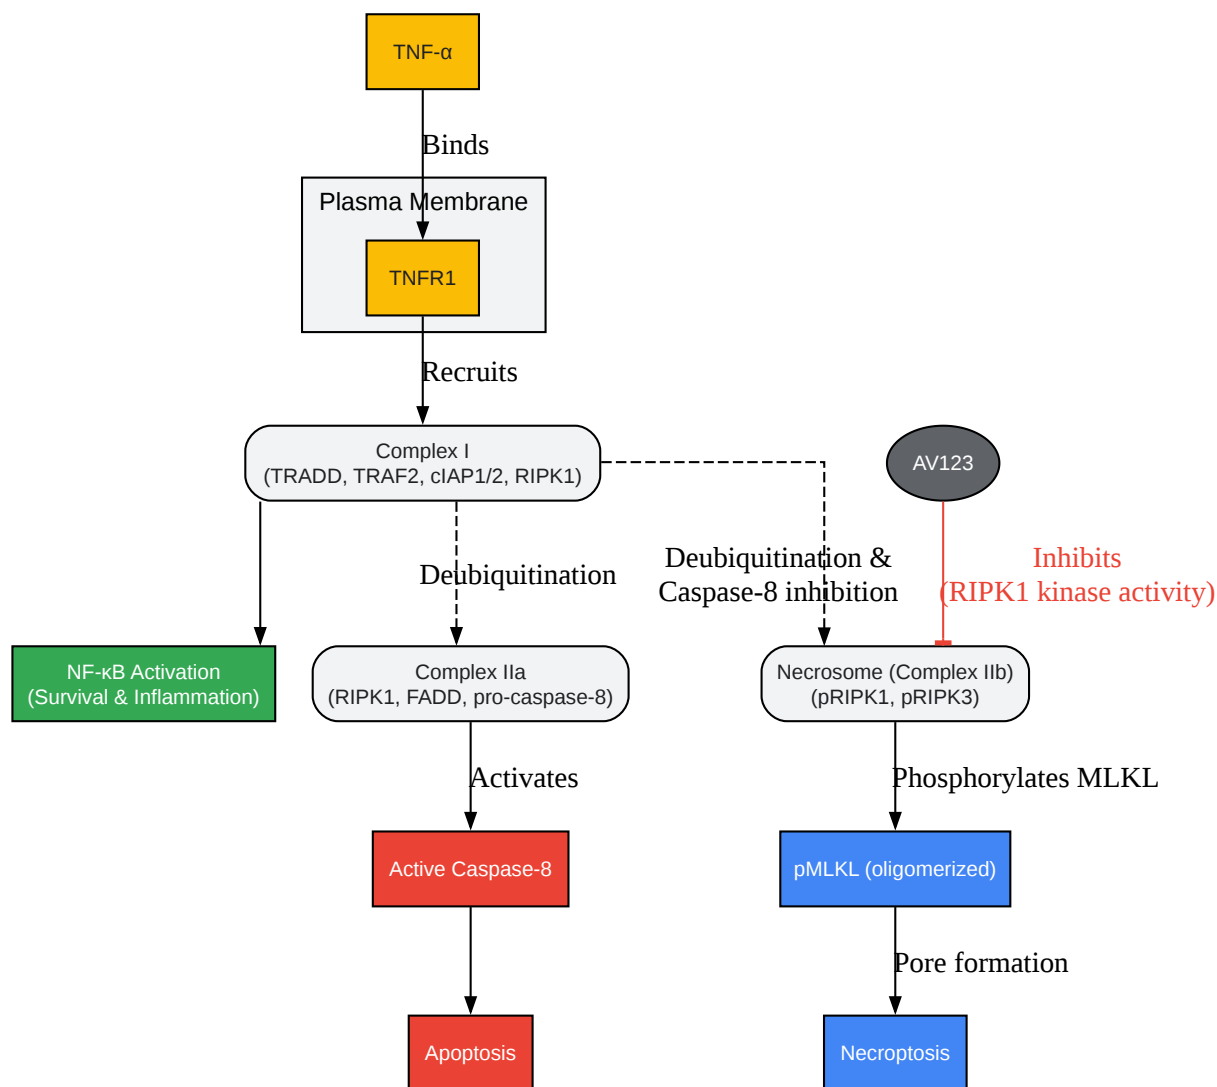 TNF-α
Binds
Plasma Membrane
TNFR1
Recruits
Complex I
(TRADD, TRAF2, cIAP1/2, RIPK1)
AV123
Deubiquitination
Deubiquitination &
Caspase-8 inhibition
Inhibits
(RIPK1 kinase activity)
NF-κB Activation
(Survival & Inflammation)
Complex IIa
(RIPK1, FADD, pro-caspase-8)
Necrosome (Complex IIb)
(pRIPK1, pRIPK3)
Activates
Phosphorylates MLKL
Active Caspase-8
pMLKL (oligomerized)
Pore formation
Apoptosis
Necroptosis